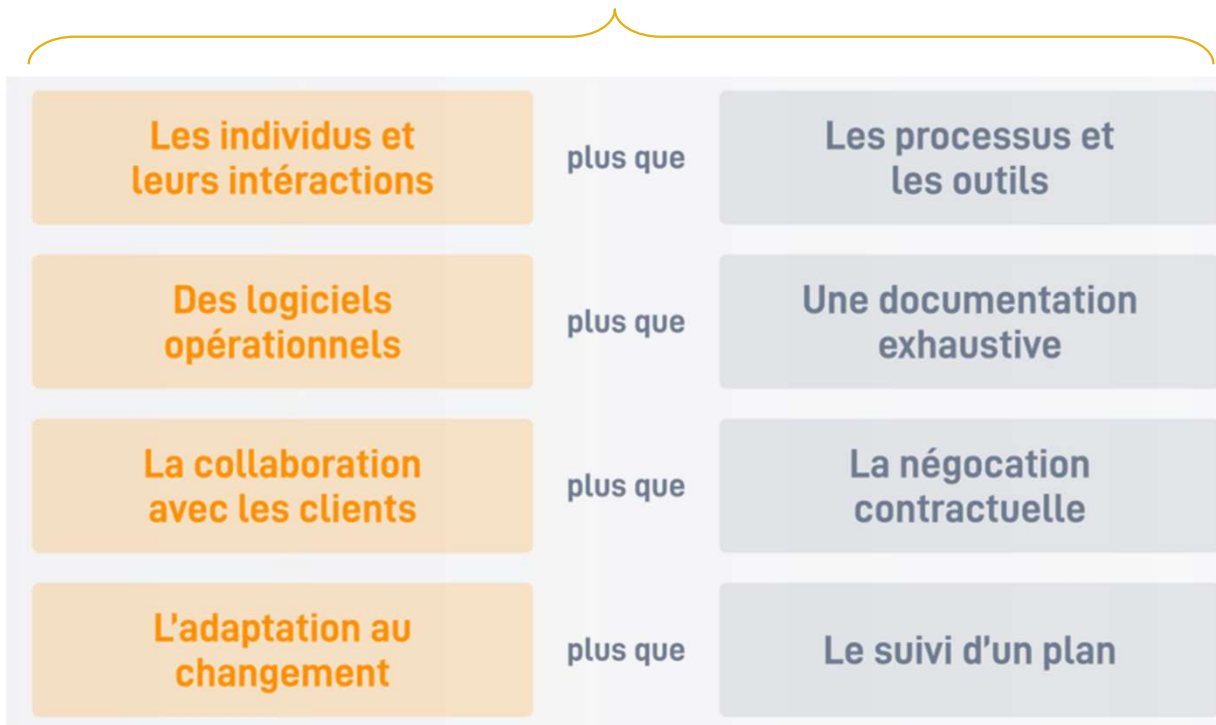 Les individus et
leurs intéractions
plus que
Les processus et
les outils
Des logiciels
opérationnels
plus que
Une documentation
exhaustive
La collaboration
avec les clients
plus que
La négocation
contractuelle
L'adaptation au
changement
plus que
Le suivi d'un plan